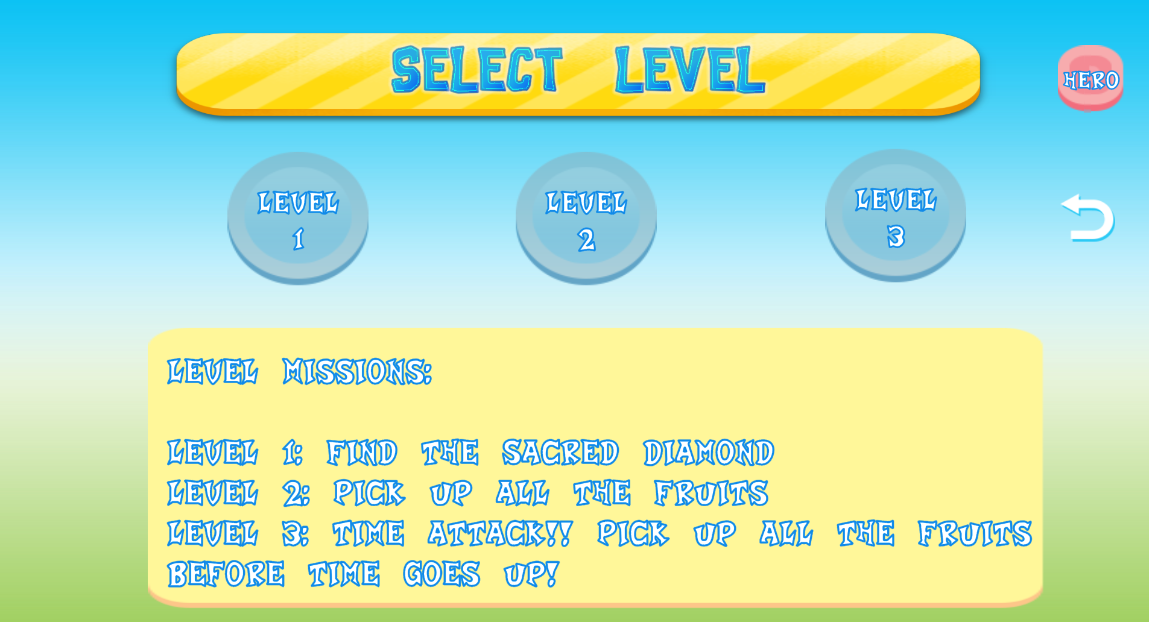 SELECT LEVEL
HERO
LEVEL
1
LEVEL
2
LEVEL
3
LEVEL MISSIONS:
LEVEL 1: FIND THE SACRED DIAMOND
LEVEL 2: PICK UP ALL THE FRUITS
LEVEL 3: TIME ATTACK!! PICK UP ALL THE FRUITS
BEFORE TIME GOES UP!